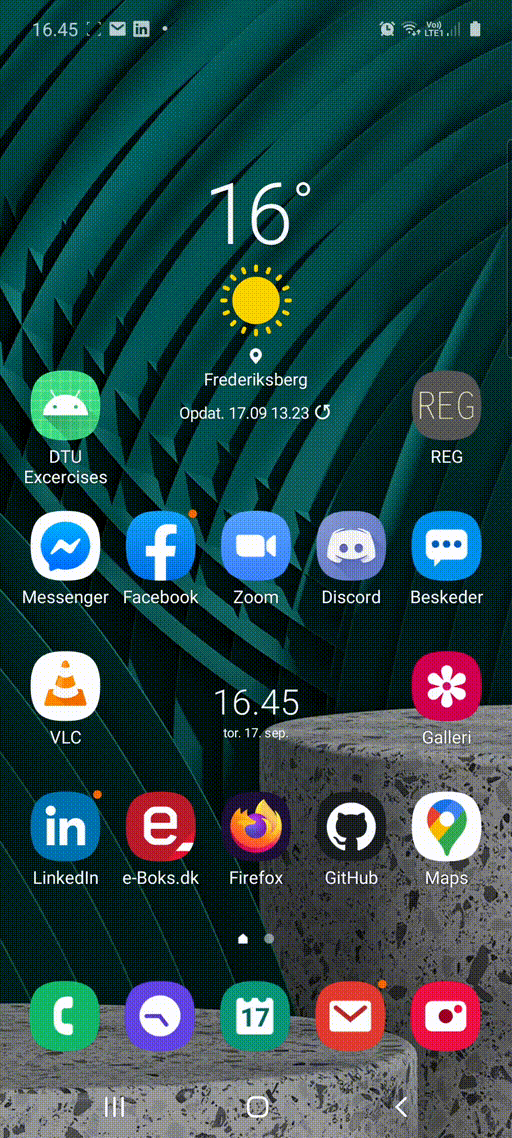 16.45
Vo)) LTE1
16°
Frederiksberg
Opdat. 17.09 13.23
REG
DTU Excercises
REG
Messenger
Facebook
Zoom
Discord
Beskeder
16.45
tor. 17. sep.
VLC
Galleri
in
e
LinkedIn
e-Boks.dk
Firefox
GitHub
Maps
17